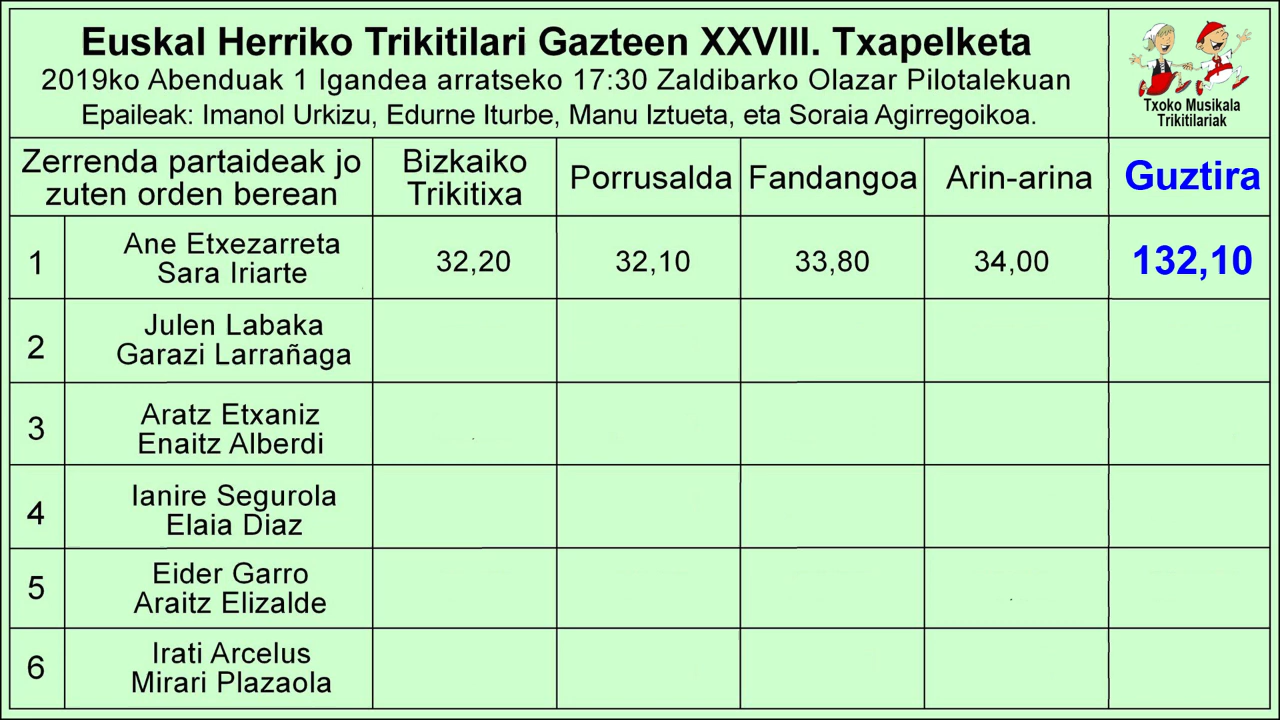 Euskal Herriko Trikitilari Gazteen XXVIII. Txapelketa
2019ko Abenduak 1 Igandea arratseko 17:30 Zaldibarko Olazar Pilotalekuan
Epaileak: Imanol Urkizu, Edurne Iturbe, Manu Iztueta, eta Soraia Agirregoikoa.
Txoko Musikala
Trikitilariak
Zerrenda partaideak jo
zuten orden berean
Bizkaiko
Trikitixa
Porrusalda
Fandangoa
Arin-arina
Guztira
1
Ane Etxezarreta
Sara Iriarte
32,20
32,10
33,80
34,00
132,10
2
Julen Labaka
Garazi Larrañaga
3
Aratz Etxaniz
Enaitz Alberdi
4
Ianire Segurola
Elaia Diaz
5
Eider Garro
Araitz Elizalde
6
Irati Arcelus
Mirari Plazaola